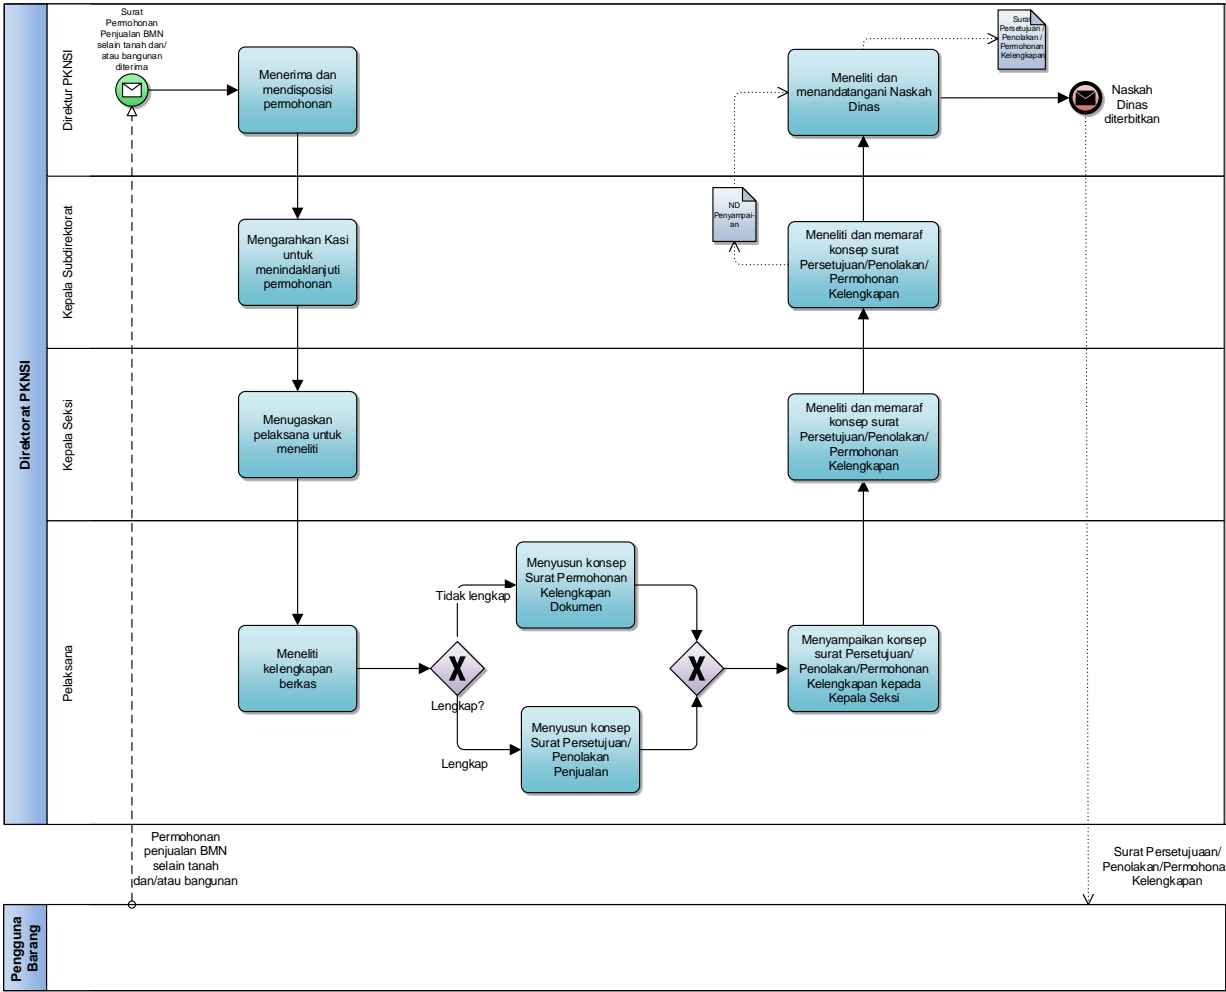 Direktorat PKNSI
Direktur PKNSI
Surat
Permohonan
Penjualan BMN
selain tanah dan/
atau bangunan
diterima
Menerima dan
mendisposisi
permohonan
Meneliti dan
menandatangani Naskah
Dinas
Surat
Persetujuan /
Penolakan /
Permohonan
Kelengkapan
Naskah
Dinas
diterbitkan
Kepala Subdirektorat
Mengarahkan Kasi
untuk
menindaklanjuti
permohonan
ND
Penyampai-
an
Meneliti dan memaraf
konsep surat
Persetujuan/Penolakan/
Permohonan
Kelengkapan
Kepala Seksi
Menugaskan
pelaksana untuk
meneliti
Meneliti dan memaraf
konsep surat
Persetujuan/Penolakan/
Permohonan
Kelengkapan
Pelaksana
Meneliti
kelengkapan
berkas
Lengkap?
Tidak lengkap
Menyusun konsep
Surat Permohonan
Kelengkapan
Dokumen
Lengkap
Menyusun konsep
Surat Persetujuan/
Penolakan
Penjualan
Menyampaikan konsep
surat Persetujuan/
Penolakan/Permohonan
Kelengkapan kepada
Kepala Seksi
Permohonan
penjualan BMN
selain tanah
dan/atau bangunan
Surat Persetujuaan/
Penolakan/Permohona
Kelengkapan
Pengguna
Barang